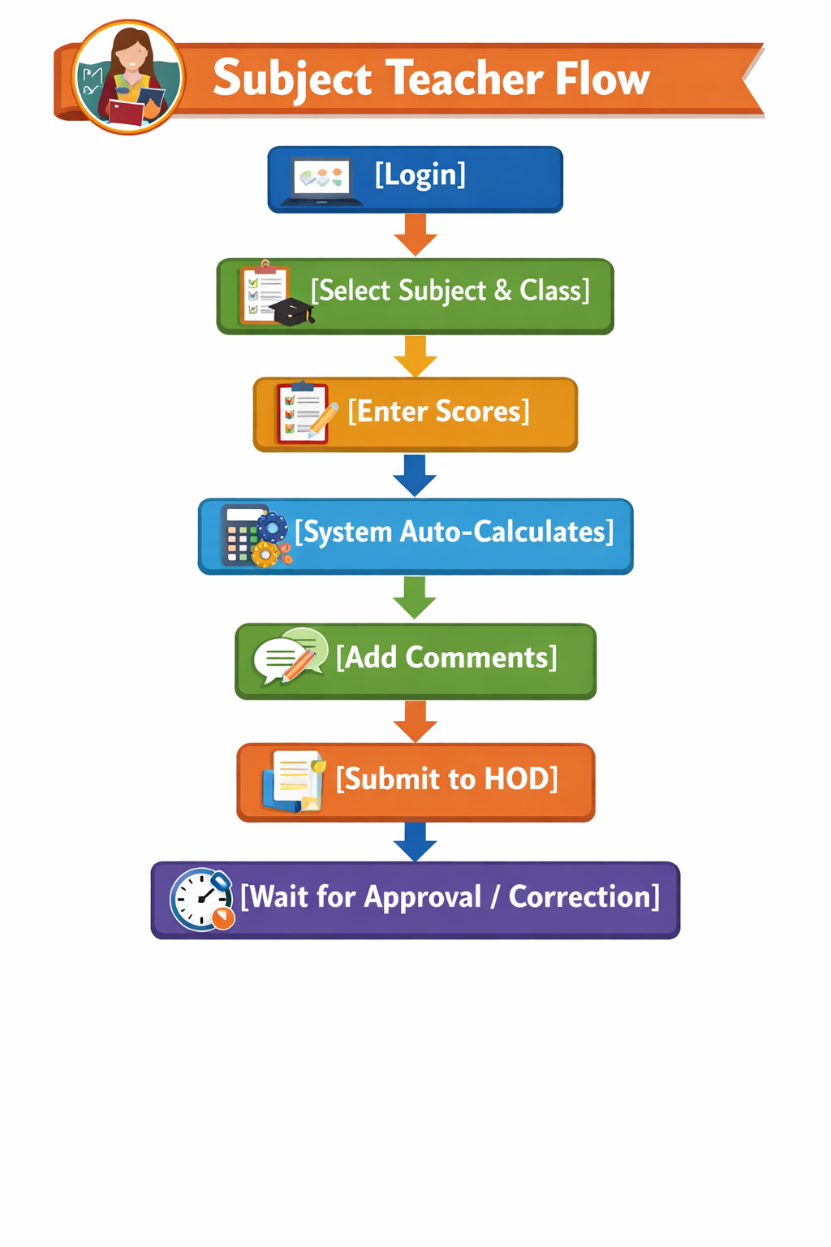 Subject Teacher Flow
[Login]
[Select Subject & Class]
[Enter Scores]
[System Auto-Calculates]
[Add Comments]
[Submit to HOD]
[Wait for Approval / Correction]